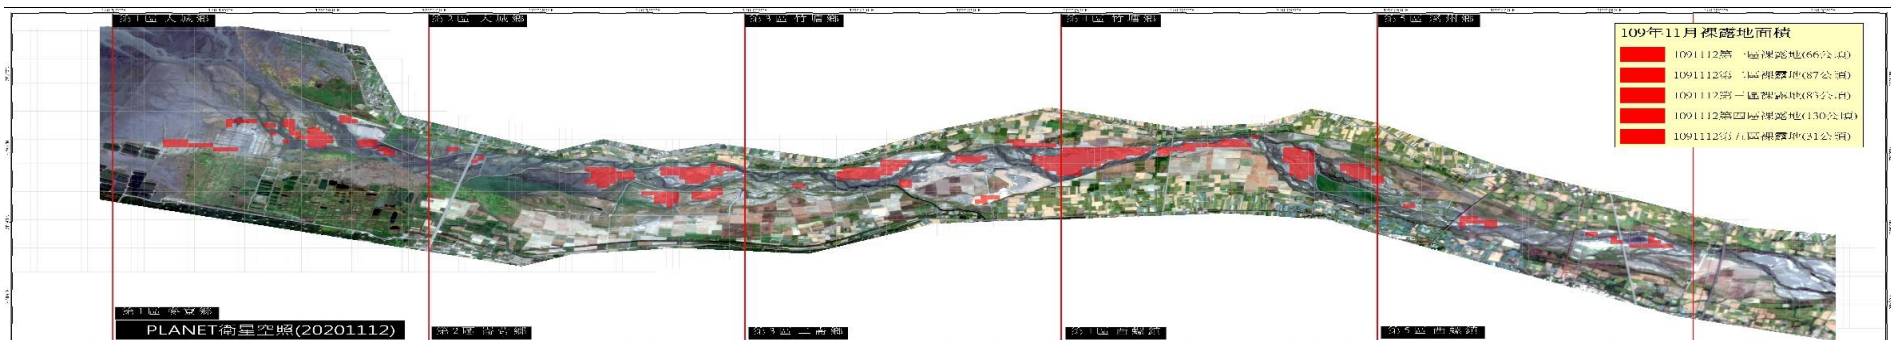 第1區 大城鄉
第2區 大城鄉
第3區 竹塘鄉
第4區 竹塘鄉
第5區 溪州鄉
109年11月裸露地面積
1091112第一區裸露地(66公頃)
1091112第二區裸露地(87公頃)
1091112第三區裸露地(83公頃)
1091112第四區裸露地(130公頃)
1091112第五區裸露地(31公頃)
第1區 麥寮鄉
PLANET衛星空照(20201112)
第2區 崙背鄉
第3區 二崙鄉
第4區 西螺鎮
第5區 西螺鎮